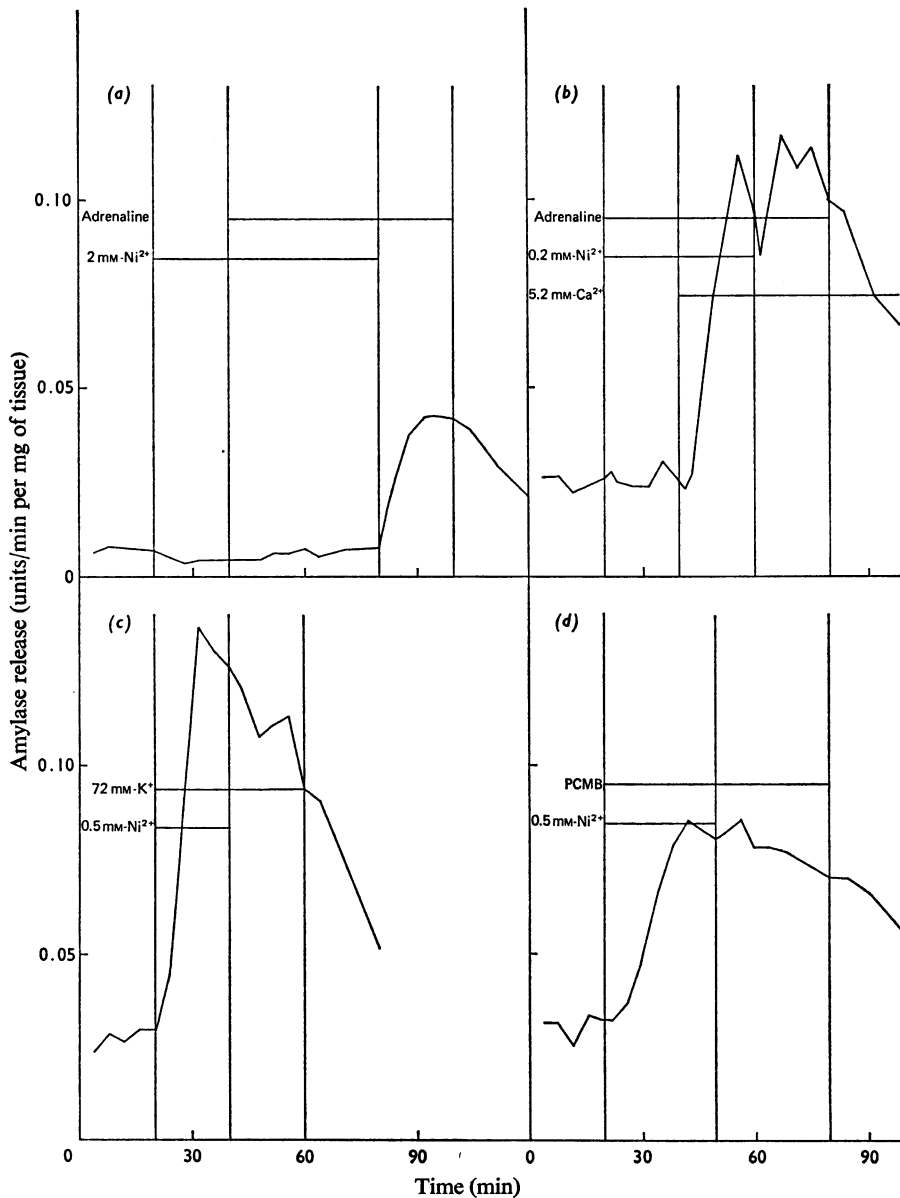 Amylase release (units/min per mg of tissue)
(a)
0.10
Adrenaline
2 mM-Ni²⁺
0.05
0
(b)
Adrenaline
0.2 mM-Ni²⁺
5.2 mM-Ca²⁺
(c)
0.10
72 mM-K⁺
0.5 mM-Ni²⁺
0.05
0 30 60 90
(d)
PCMB
0.5 mM-Ni²⁺
0 30 60 90
Time (min)